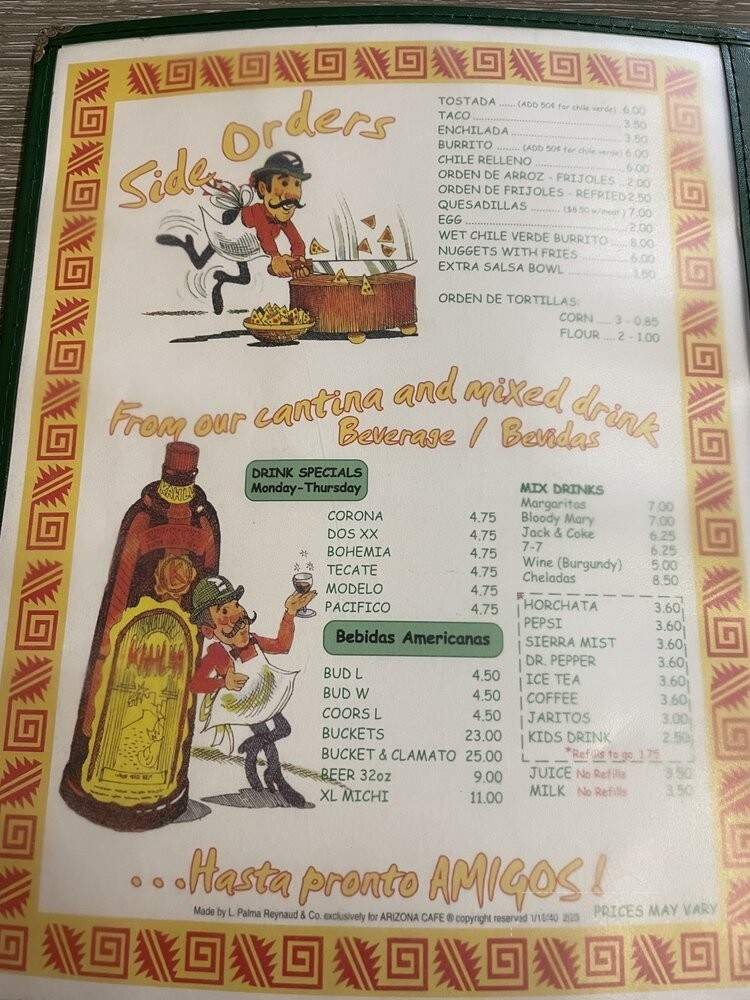 Side Orders
TOSTADA ...... (ADD 50¢ for chile verde) 6.00
TACO ...... 3.50
ENCHILADA ...... 3.50
BURRITO ...... (ADD 50¢ for chile verde) 6.00
CHILE RELLENO ...... 6.00
ORDEN DE ARROZ - FRIJOLES .. 2.00
ORDEN DE FRIJOLES - REFRIED 2.50
QUESADILLAS ...... ($8.50 w/meat) 7.00
EGG ...... 2.00
WET CHILE VERDE BURRITO .... 8.00
NUGGETS WITH FRIES ...... 6.00
EXTRA SALSA BOWL ...... 1.50
ORDEN DE TORTILLAS:
CORN .... 3 - 0.85
FLOUR .... 2 - 1.00
From our cantina and mixed drink
Beverage / Bevidas
DRINK SPECIALS
Monday-Thursday
CORONA 4.75
DOS XX 4.75
BOHEMIA 4.75
TECATE 4.75
MODELO 4.75
PACIFICO 4.75
Bebidas Americanas
BUD L 4.50
BUD W 4.50
COORS L 4.50
BUCKETS 23.00
BUCKET & CLAMATO 25.00
BEER 32oz 9.00
XL MICHI 11.00
MIX DRINKS
Margaritas 7.00
Bloody Mary 7.00
Jack & Coke 6.25
7-7 6.25
Wine (Burgundy) 5.00
Cheladas 8.50
HORCHATA 3.60
PEPSI 3.60
SIERRA MIST 3.60
DR. PEPPER 3.60
ICE TEA 3.60
COFFEE 3.60
JARITOS 3.00
KIDS DRINK 2.50
*Refills to go 1.75
JUICE No Refills 3.50
MILK No Refills 3.50
...Hasta pronto AMIGOS!
Made by L. Palma Reynaud & Co. exclusively for ARIZONA CAFE ® copyright reserved
PRICES MAY VARY